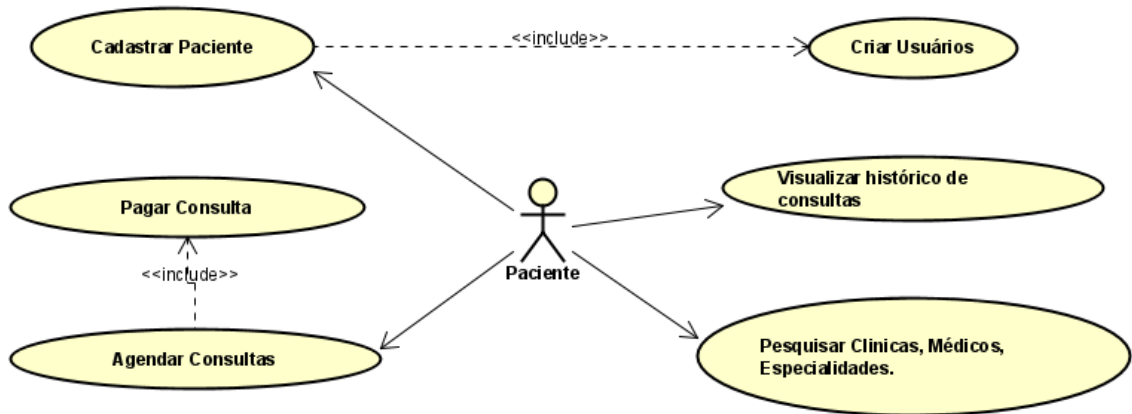 Cadastrar Paciente
<<include>>
Criar Usuários
Pagar Consulta
Visualizar histórico de
consultas
<<include>>
Paciente
Agendar Consultas
Pesquisar Clinicas, Médicos,
Especialidades.